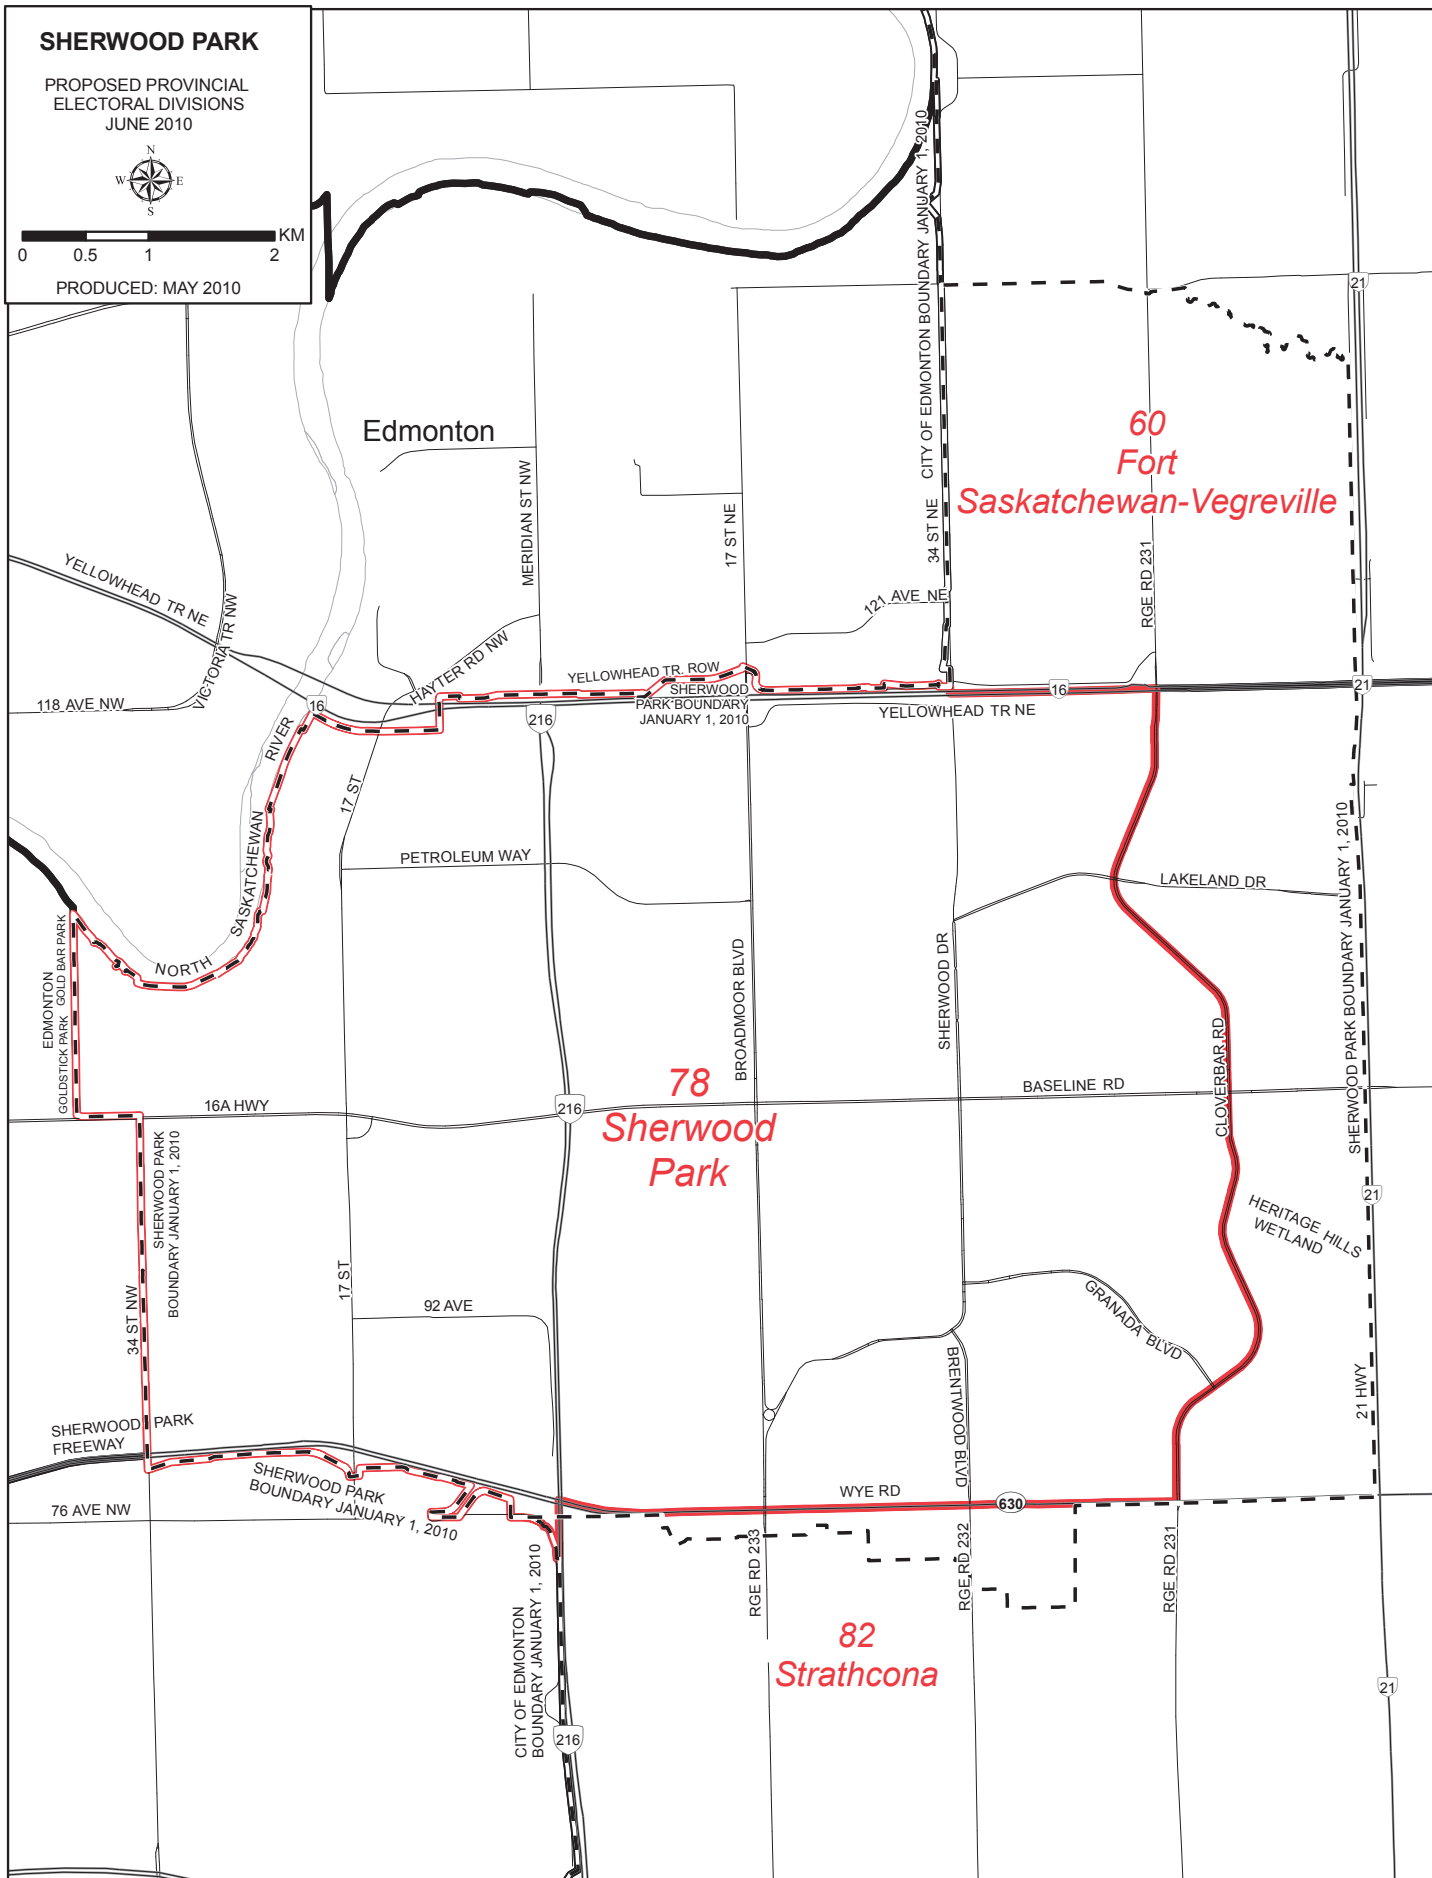 SHERWOOD PARK
PROPOSED PROVINCIAL
ELECTORAL DIVISIONS
JUNE 2010
N
W E
S
KM
0 0.5 1 2
PRODUCED: MAY 2010
CITY OF EDMONTON BOUNDARY JANUARY 1, 2010
21
Edmonton
60
Fort
Saskatchewan-Vegreville
MERIDIAN ST NW
17 ST NE
34 ST NE
RGE RD 231
YELLOWHEAD TR NE
VICTORIA TR NW
121 AVE NE
HAYTER RD NW
YELLOWHEAD TR. ROW
SHERWOOD
PARK BOUNDARY
JANUARY 1, 2010
118 AVE NW
16
216
16
21
YELLOWHEAD TR NE
NORTH SASKATCHEWAN RIVER
17 ST
PETROLEUM WAY
LAKELAND DR
EDMONTON
GOLDSTICK PARK GOLD BAR PARK
BROADMOOR BLVD
SHERWOOD DR
CLOVERBAR RD
SHERWOOD PARK BOUNDARY JANUARY 1, 2010
78
Sherwood
Park
16A HWY
216
BASELINE RD
SHERWOOD PARK
BOUNDARY JANUARY 1, 2010
34 ST NW
17 ST
21
HERITAGE HILLS
WETLAND
92 AVE
GRANADA BLVD
BRENTWOOD BLVD
21 HWY
SHERWOOD PARK
FREEWAY
SHERWOOD PARK
BOUNDARY JANUARY 1, 2010
76 AVE NW
WYE RD
630
CITY OF EDMONTON
BOUNDARY JANUARY 1, 2010
RGE RD 233
RGE RD 232
RGE RD 231
82
Strathcona
21
216